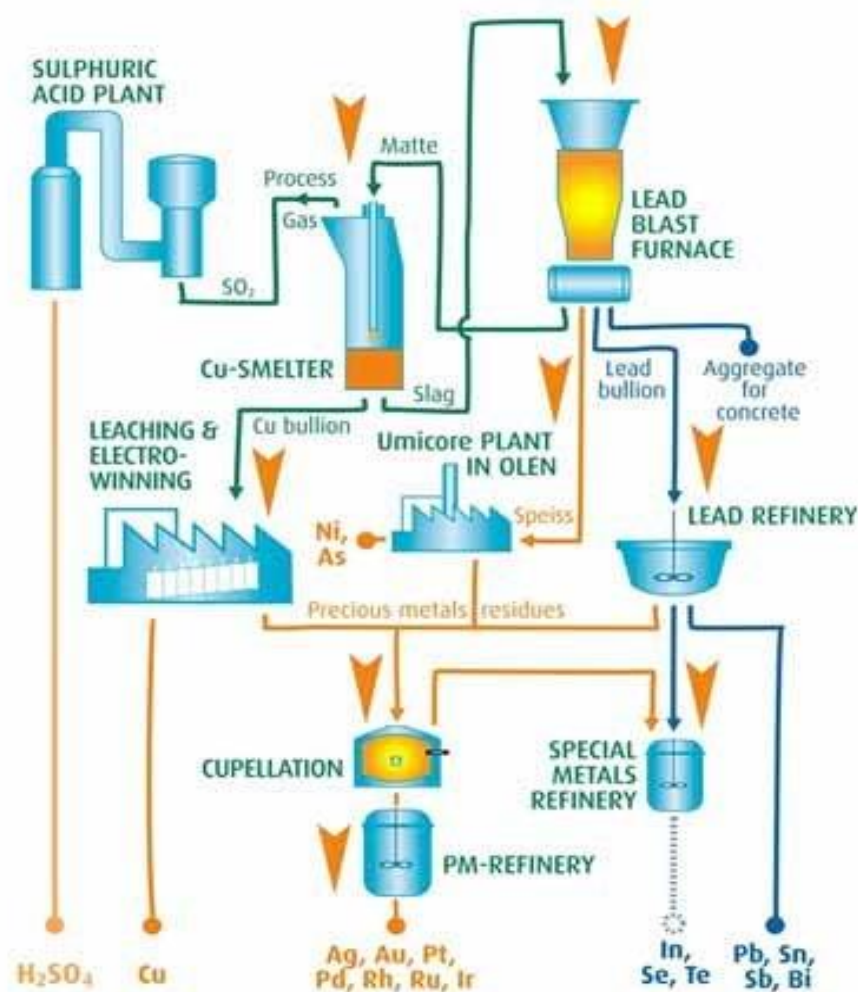 SULPHURIC
ACID PLANT
Matte
Process
Gas
SO₂
LEAD
BLAST
FURNACE
Cu-SMELTER
Slag
Lead
bullion
Aggregate
for
concrete
Cu bullion
LEACHING &
ELECTRO-
WINNING
Umicore PLANT
IN OLEN
Ni,
As
Speiss
LEAD REFINERY
Precious metals residues
CUPELLATION
SPECIAL
METALS
REFINERY
PM-REFINERY
H₂SO₄
Cu
Ag, Au, Pt,
Pd, Rh, Ru, Ir
In,
Se, Te
Pb, Sn,
Sb, Bi